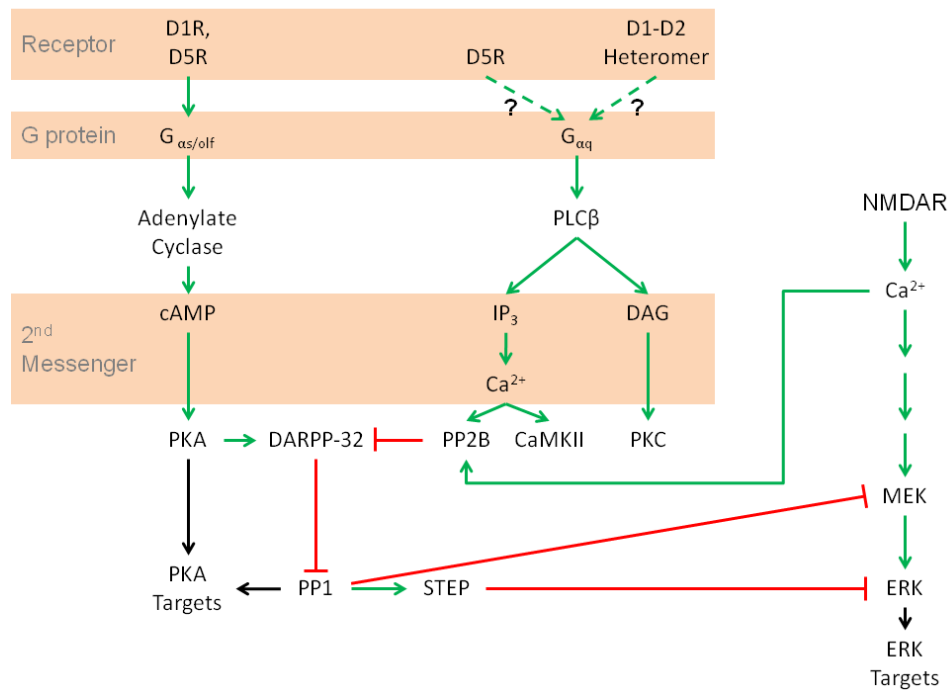 Receptor
D1R,
D5R
D5R
D1-D2
Heteromer
?
?
G protein
Gαs/olf
Gαq
Adenylate
Cyclase
PLCβ
NMDAR
Ca²⁺
2nd
Messenger
cAMP
IP₃
DAG
Ca²⁺
PKA
DARPP-32
PP2B
CaMKII
PKC
MEK
PKA
Targets
PP1
STEP
ERK
ERK
Targets